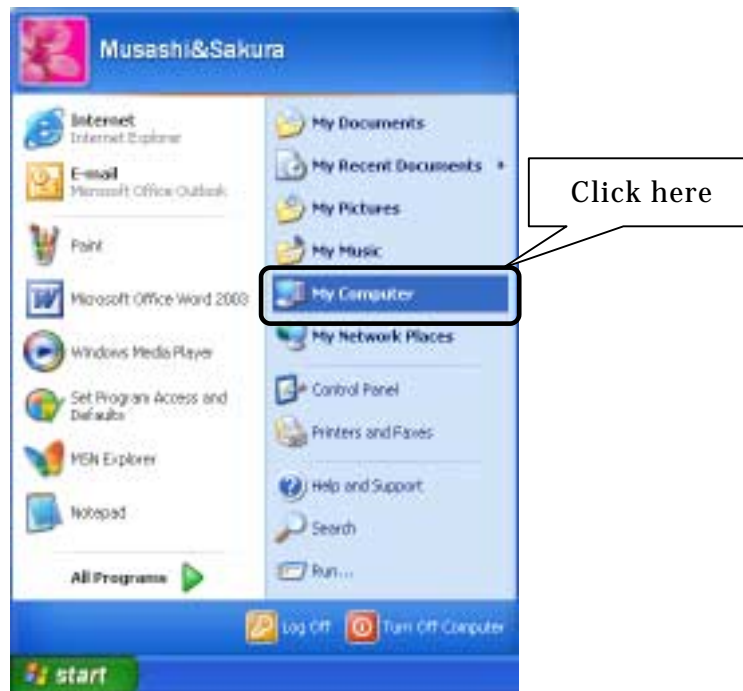 Musashi&Sakura
Internet
Internet Explorer
E-mail
Microsoft Office Outlook
Paint
Microsoft Office Word 2003
Windows Media Player
Set Program Access and
Defaults
MSN Explorer
Notepad
All Programs
My Documents
My Recent Documents
My Pictures
My Music
My Computer
My Network Places
Control Panel
Printers and Faxes
Help and Support
Search
Run...
Click here
Log Off
Turn Off Computer
start